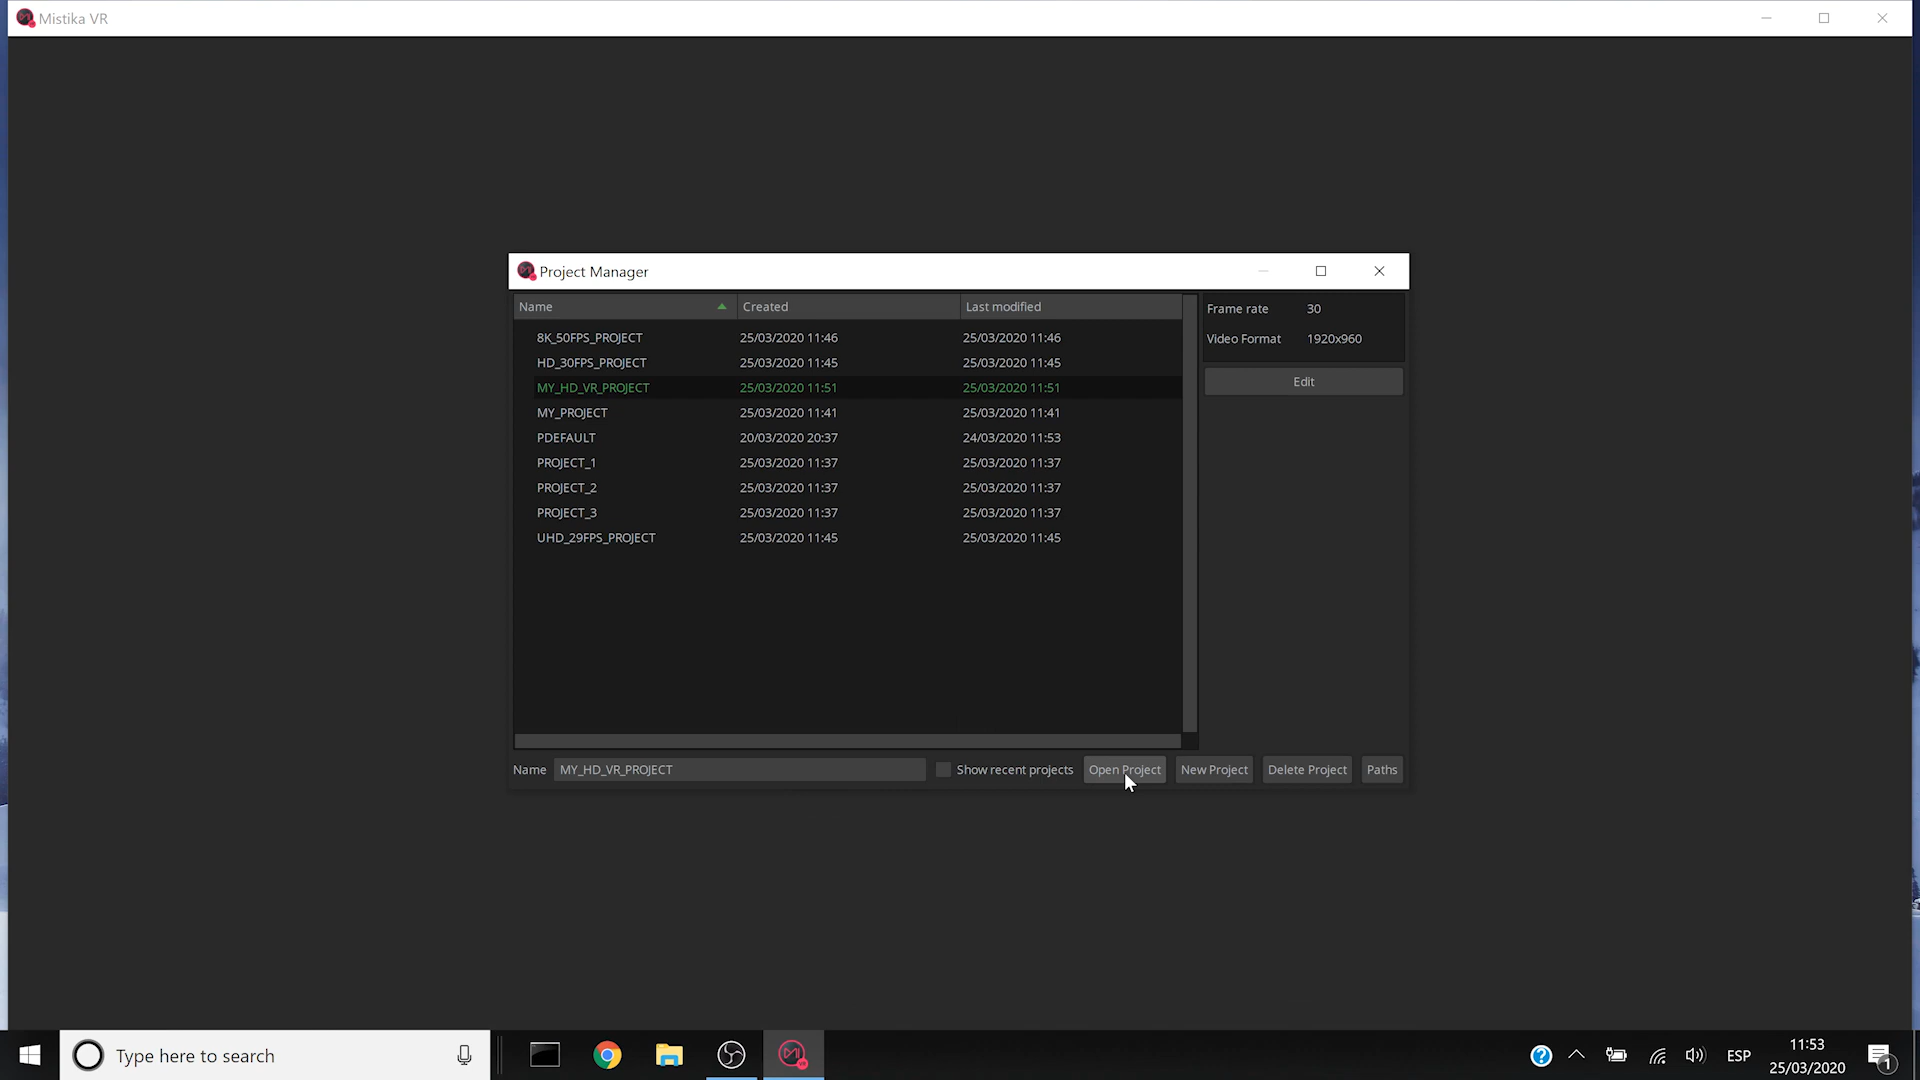 Mistika VR
Project Manager
Name Created Last modified
8K_50FPS_PROJECT 25/03/2020 11:46 25/03/2020 11:46
HD_30FPS_PROJECT 25/03/2020 11:45 25/03/2020 11:45
MY_HD_VR_PROJECT 25/03/2020 11:51 25/03/2020 11:51
MY_PROJECT 25/03/2020 11:41 25/03/2020 11:41
PDEFAULT 20/03/2020 20:37 24/03/2020 11:53
PROJECT_1 25/03/2020 11:37 25/03/2020 11:37
PROJECT_2 25/03/2020 11:37 25/03/2020 11:37
PROJECT_3 25/03/2020 11:37 25/03/2020 11:37
UHD_29FPS_PROJECT 25/03/2020 11:45 25/03/2020 11:45
Frame rate 30
Video Format 1920x960
Edit
Name MY_HD_VR_PROJECT Show recent projects Open Project New Project Delete Project Paths
Type here to search
ESP
11:53
25/03/2020
1